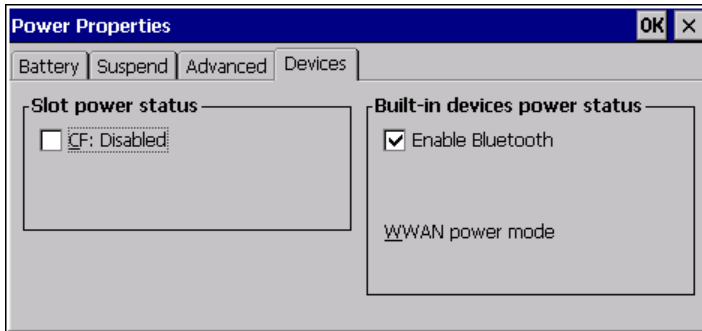 Power Properties OK ×
Battery Suspend Advanced Devices
Slot power status
CF: Disabled
Built-in devices power status
Enable Bluetooth
WWAN power mode